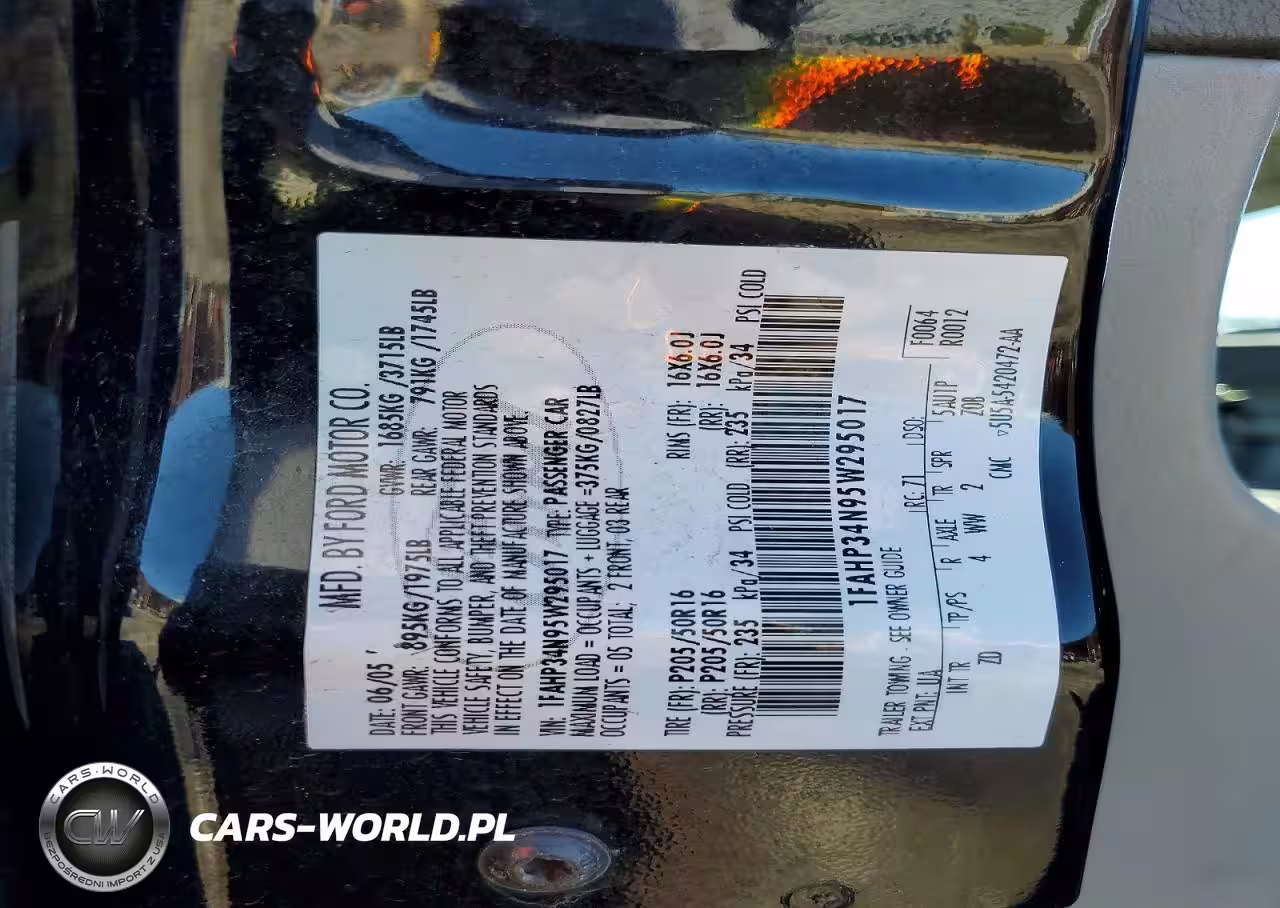 MFD. BY FORD MOTOR CO.
DATE: 06/05 GVWR: 1685KG /3715LB
FRONT GAWR: 895KG/1975LB REAR GAWR: 791KG /1745LB
THIS VEHICLE CONFORMS TO ALL APPLICABLE FEDERAL MOTOR
VEHICLE SAFETY, BUMPER, AND THEFT PREVENTION STANDARDS
IN EFFECT ON THE DATE OF MANUFACTURE SHOWN ABOVE.
VIN: 1FAHP34N95W295017 TYPE: PASSENGER CAR
MAXIMUM LOAD = OCCUPANTS + LUGGAGE =375KG/0827LB
OCCUPANTS = 05 TOTAL, 2 FRONT, 03 REAR
TIRE (FR): P205/50R16 RIMS (FR): 16X6.0J
(RR): P205/50R16 (RR): 16X6.0J
PRESSURE (FR): 235 kPa/34 PSI COLD (RR): 235 kPa/34 PSI COLD
1FAHP34N95W295017
TRAILER TOWING - SEE OWNER GUIDE
F0064
EXT PNT: UA RC: 71 DSO: R0012
INT TR TP/PS R AXLE TR SPR 5AU1P
ZD 4 WW 2 ZOB
CNC ▽5U5A-5420472-AA
CARS-WORLD
CW
BEZPOŚREDNI IMPORT Z USA
CARS-WORLD.PL